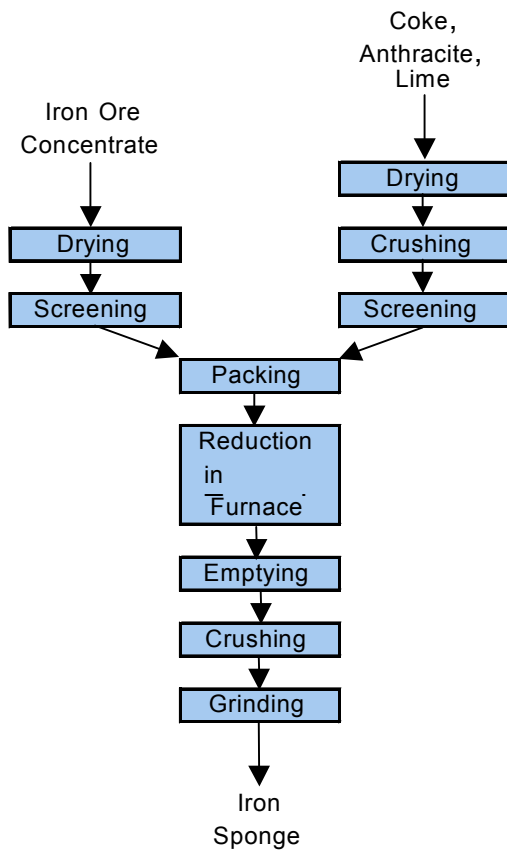 Coke,
Anthracite,
Lime
Iron Ore
Concentrate
Drying
Crushing
Screening
Drying
Screening
Packing
Reduction
in
Furnace
Emptying
Crushing
Grinding
Iron
Sponge